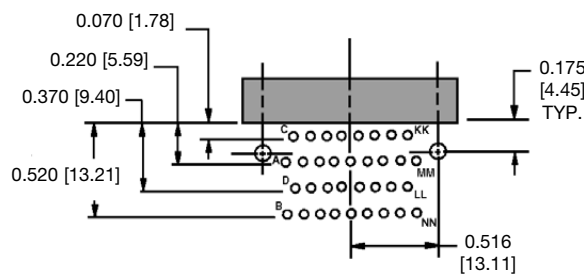 0.070 [1.78]
0.220 [5.59]
0.370 [9.40]
0.520 [13.21]
0.175
[4.45]
TYP.
C
KK
A
MM
D
LL
B
NN
0.516
[13.11]